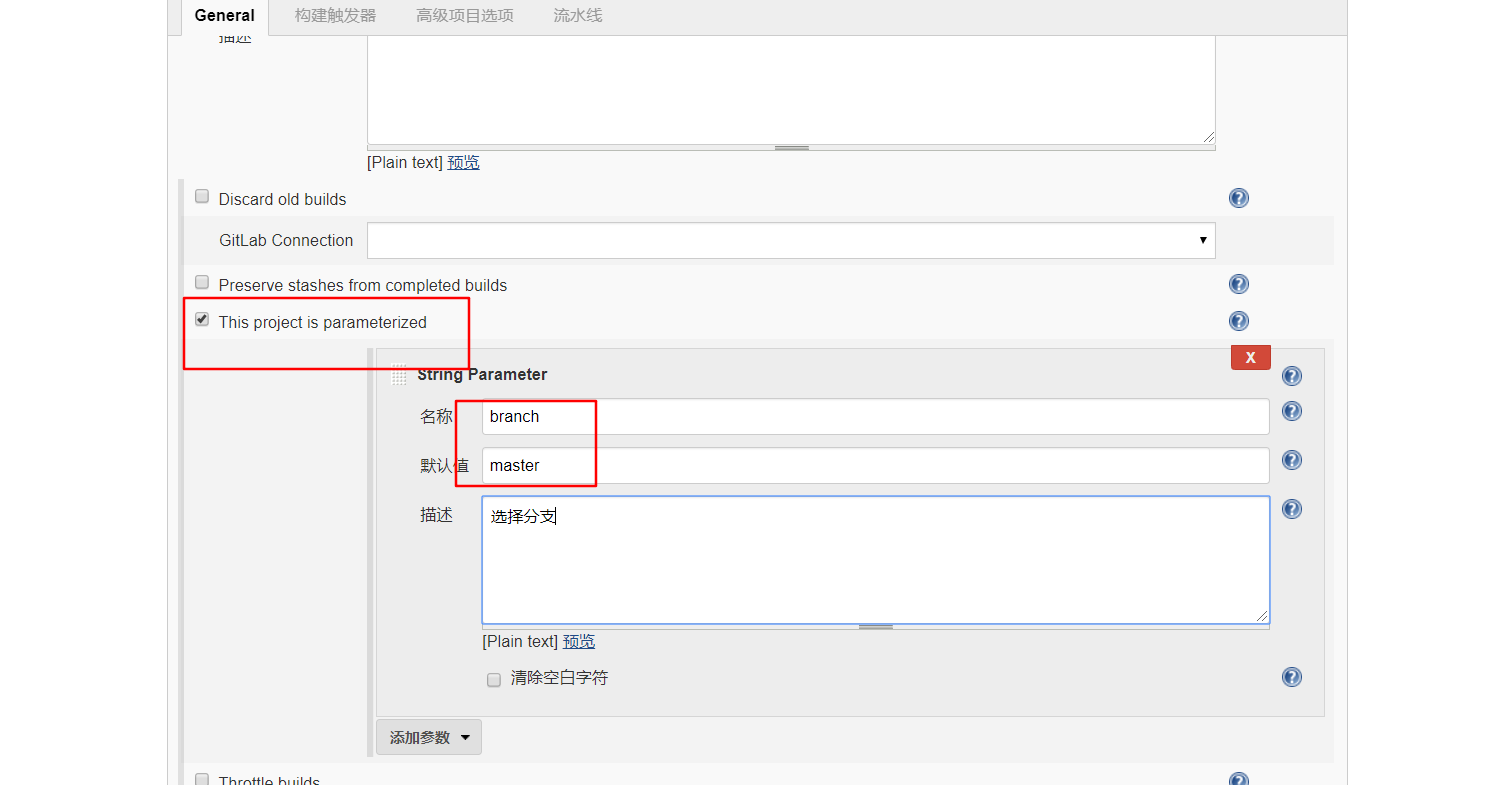 General 构建触发器 高级项目选项 流水线
描述
[Plain text] 预览
Discard old builds
GitLab Connection
Preserve stashes from completed builds
This project is parameterized
X
String Parameter
名称 branch
默认值 master
描述 选择分支
[Plain text] 预览
清除空白字符
添加参数
Throttle builds